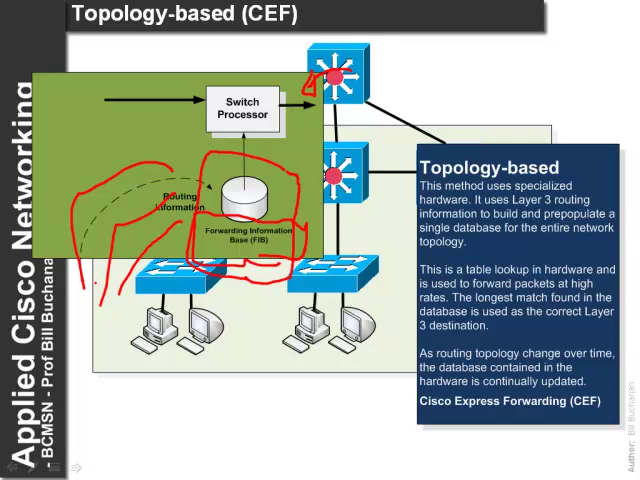 Topology-based (CEF)
Applied Cisco Networking
- BCMSN - Prof Bill Buchanan
Switch
Processor
Routing
Information
Forwarding Information
Base (FIB)
Topology-based
This method uses specialized
hardware. It uses Layer 3 routing
information to build and prepopulate a
single database for the entire network
topology.
This is a table lookup in hardware and
is used to forward packets at high
rates. The longest match found in the
database is used as the correct Layer
3 destination.
As routing topology change over time,
the database contained in the
hardware is continually updated.
Cisco Express Forwarding (CEF)
Author: Bill Buchanan